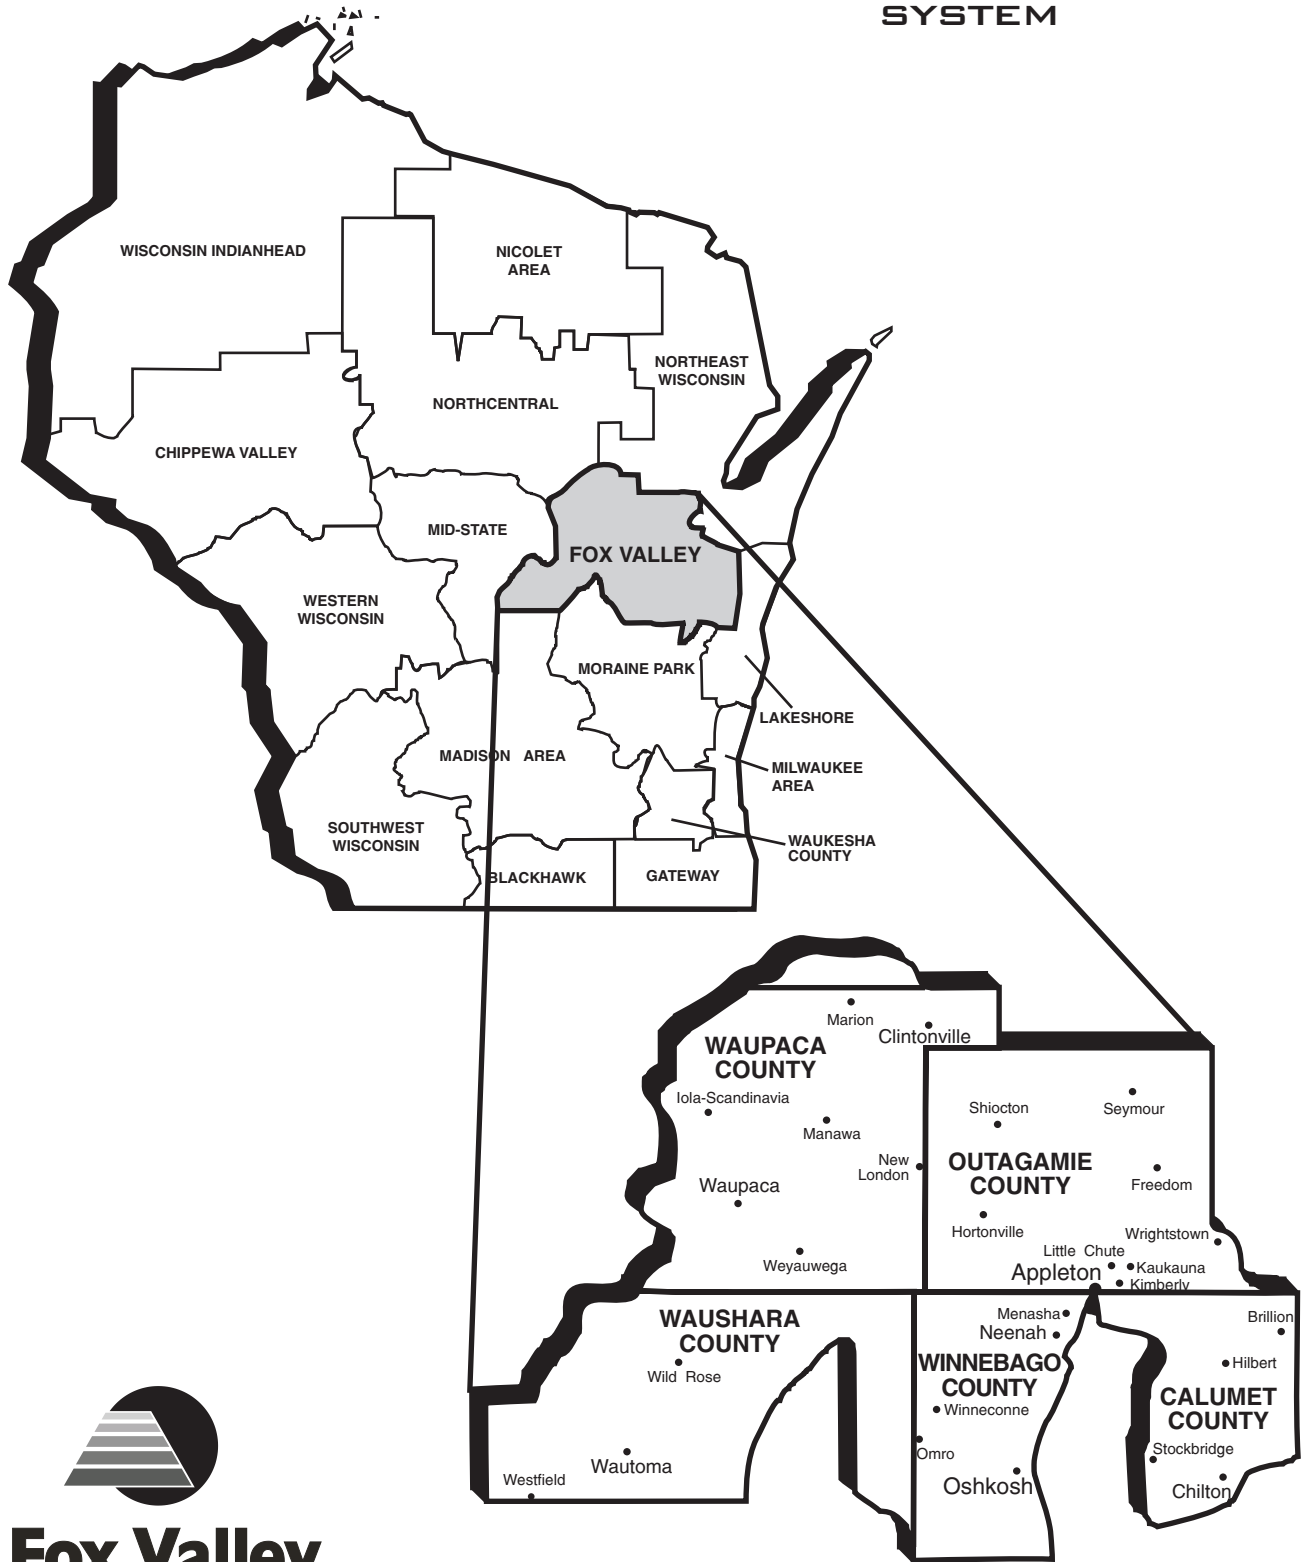 SYSTEM
WISCONSIN INDIANHEAD
NICOLET
AREA
NORTHEAST
WISCONSIN
NORTHCENTRAL
CHIPPEWA VALLEY
MID-STATE
FOX VALLEY
WESTERN
WISCONSIN
MORAINE PARK
LAKESHORE
MADISON AREA
MILWAUKEE
AREA
SOUTHWEST
WISCONSIN
WAUKESHA
COUNTY
BLACKHAWK
GATEWAY
Marion
Clintonville
WAUPACA
COUNTY
Iola-Scandinavia
Manawa
New
London
Waupaca
Weyauwega
Shiocton
Seymour
OUTAGAMIE
COUNTY
Freedom
Hortonville
Wrightstown
Little Chute
Kaukauna
Appleton
Kimberly
WAUSHARA
COUNTY
Wild Rose
Wautoma
Westfield
Menasha
Neenah
WINNEBAGO
COUNTY
Winneconne
Omro
Oshkosh
Brillion
Hilbert
CALUMET
COUNTY
Stockbridge
Chilton
Fox Valley